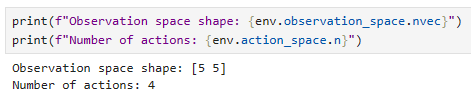 print(f"Observation space shape: {env.observation_space.nvec}")
print(f"Number of actions: {env.action_space.n}")
Observation space shape: [5 5]
Number of actions: 4